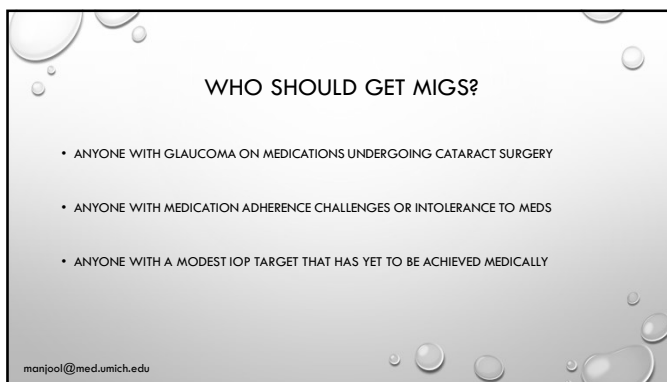 WHO SHOULD GET MIGS?
• ANYONE WITH GLAUCOMA ON MEDICATIONS UNDERGOING CATARACT SURGERY
• ANYONE WITH MEDICATION ADHERENCE CHALLENGES OR INTOLERANCE TO MEDS
• ANYONE WITH A MODEST IOP TARGET THAT HAS YET TO BE ACHIEVED MEDICALLY
manjool@med.umich.edu